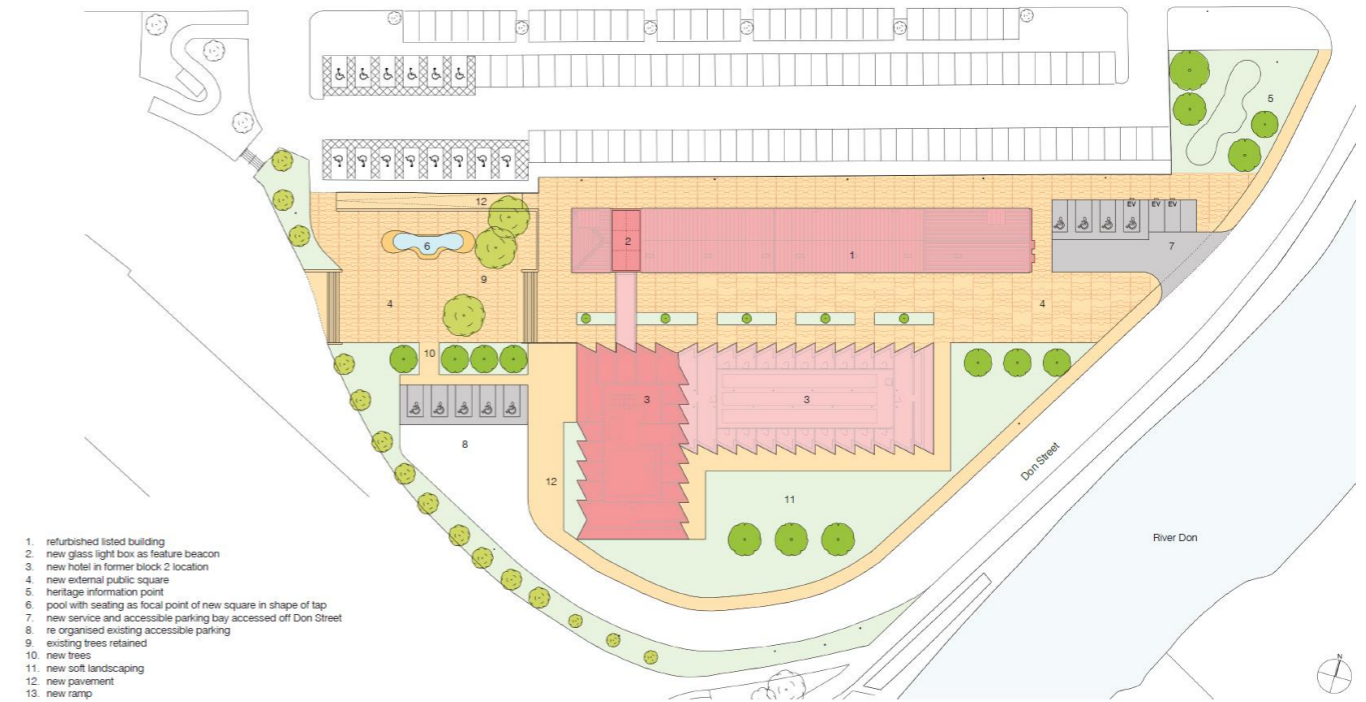 5
12
EV EV EV
2
6
7
1
9
4
4
10
3
3
8
Don Street
12
11
River Don
1. refurbished listed building
2. new glass light box as feature beacon
3. new hotel in former block 2 location
4. new external public square
5. heritage information point
6. pool with seating as focal point of new square in shape of tap
7. new service and accessible parking bay accessed off Don Street
8. re organised existing accessible parking
9. existing trees retained
10. new trees
11. new soft landscaping
12. new pavement
13. new ramp
N